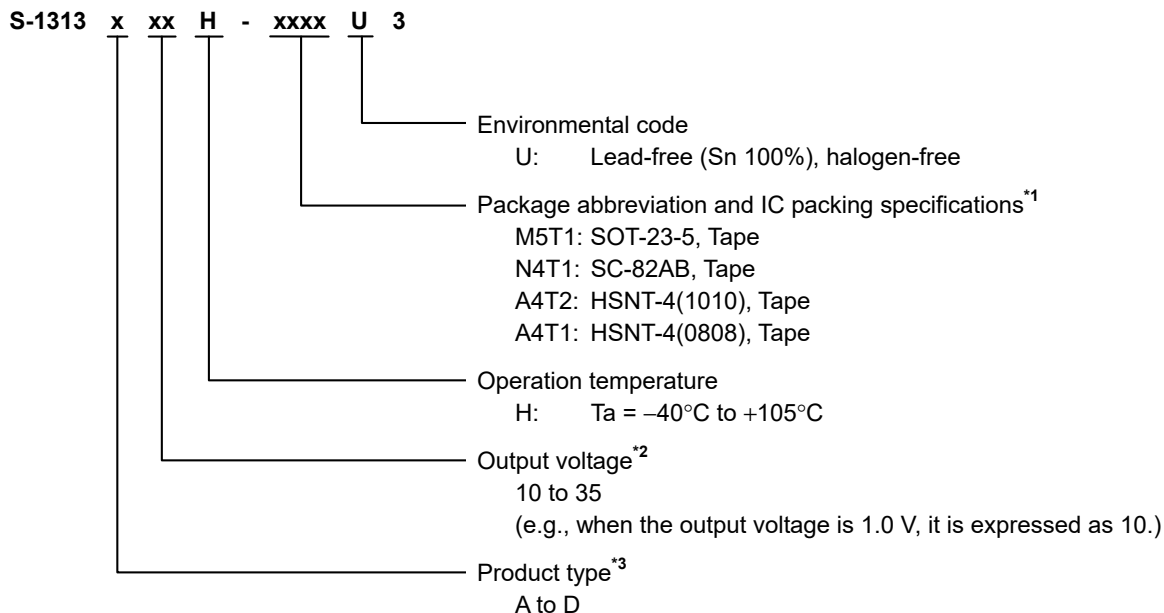 S-1313 x xx H - xxxx U 3
Environmental code
U: Lead-free (Sn 100%), halogen-free
Package abbreviation and IC packing specifications*1
M5T1: SOT-23-5, Tape
N4T1: SC-82AB, Tape
A4T2: HSNT-4(1010), Tape
A4T1: HSNT-4(0808), Tape
Operation temperature
H: Ta = −40°C to +105°C
Output voltage*2
10 to 35
(e.g., when the output voltage is 1.0 V, it is expressed as 10.)
Product type*3
A to D